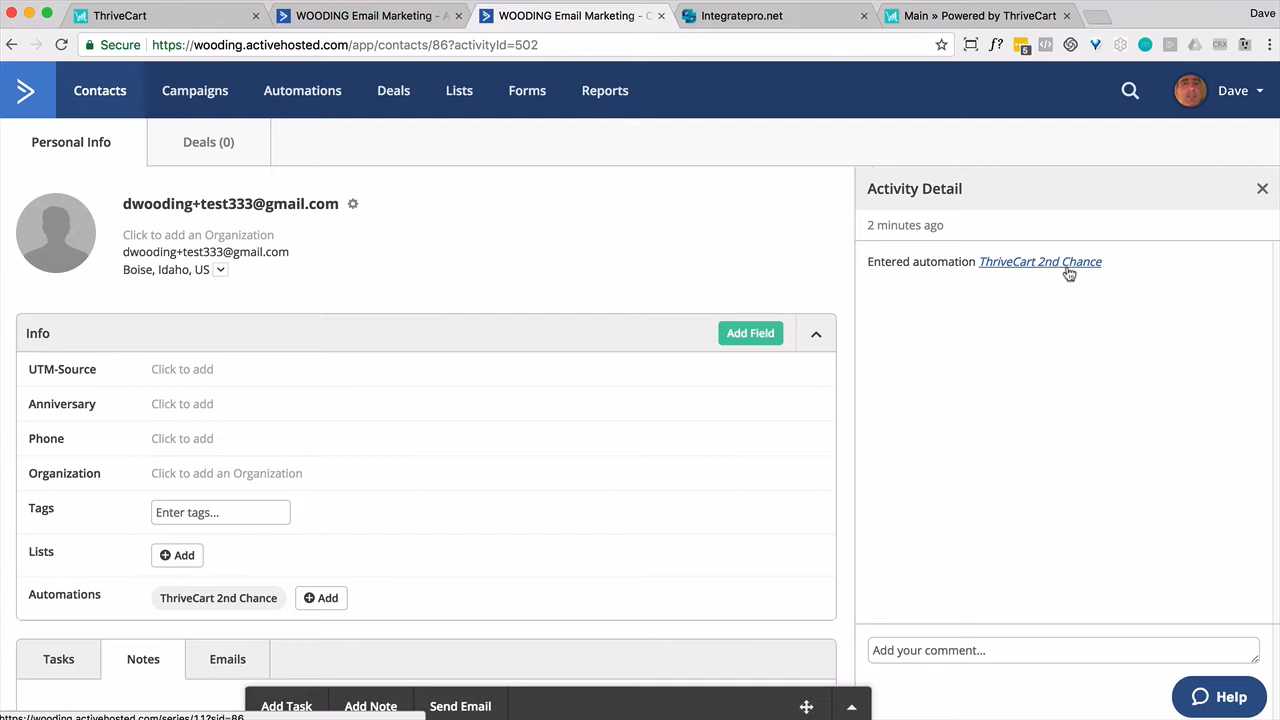 ThriveCart
WOODING Email Marketing - A
WOODING Email Marketing - C
Integratepro.net
Main » Powered by ThriveCart
Dave
Secure
https://wooding.activehosted.com/app/contacts/86?activityId=502
f?
5
CRX
Contacts
Campaigns
Automations
Deals
Lists
Forms
Reports
Dave
Personal Info
Deals (0)
dwooding+test333@gmail.com
Click to add an Organization
dwooding+test333@gmail.com
Boise, Idaho, US
Activity Detail
2 minutes ago
Entered automation ThriveCart 2nd Chance
Info
Add Field
UTM-Source Click to add
Anniversary Click to add
Phone Click to add
Organization Click to add an Organization
Tags Enter tags...
Lists Add
Automations ThriveCart 2nd Chance Add
Tasks
Notes
Emails
Add your comment...
Add Task
Add Note
Send Email
Help
https://wooding.activehosted.com/series/11?sid=86